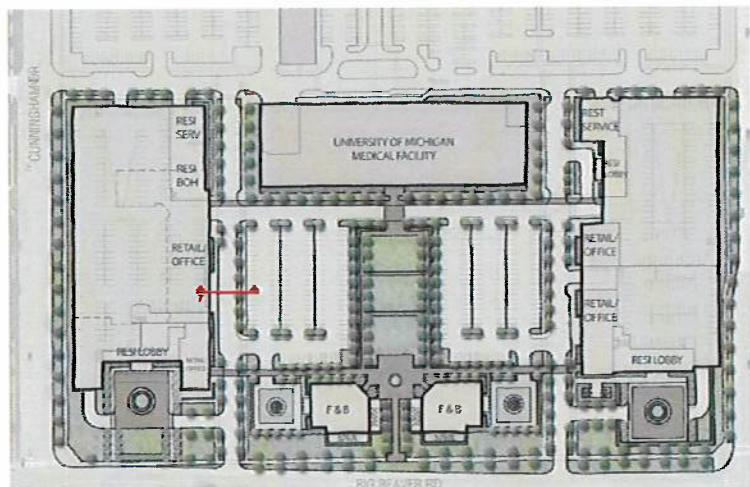 CUNNINGHAM DR
RESI
SERV
RESI
BOH
RETAIL/
OFFICE
RESI LOBBY
RETAIL
OFFICE
UNIVERSITY OF MICHIGAN
MEDICAL FACILITY
F&B
F&B
REST
SERVICE
RESI
LOBBY
RETAIL/
OFFICE
RETAIL/
OFFICE
RESI LOBBY
BIG BEAVER RD